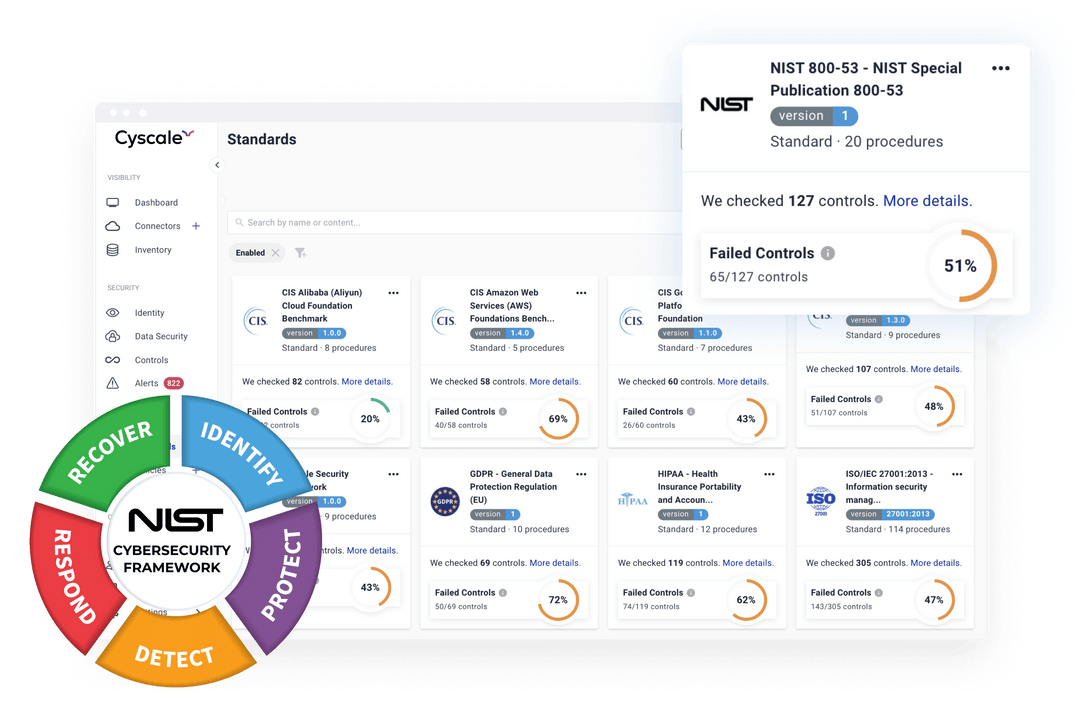 Cyscale
Standards
VISIBILITY
Dashboard
Connectors +
Inventory
SECURITY
Identity
Data Security
Controls
Alerts 822
Search by name or content...
Enabled
CIS
CIS Alibaba (Aliyun)
Cloud Foundation
Benchmark
version 1.0.0
Standard · 8 procedures
We checked 82 controls. More details.
Failed Controls
controls
20%
CIS.
CIS Amazon Web
Services (AWS)
Foundations Bench...
version 1.4.0
Standard · 5 procedures
We checked 58 controls. More details.
Failed Controls
40/58 controls
69%
CIS.
CIS Go
Platfo
Foundation
version 1.1.0
Standard · 7 procedures
We checked 60 controls. More details.
Failed Controls
26/60 controls
43%
version 1.3.0
Standard · 9 procedures
We checked 107 controls. More details.
Failed Controls
51/107 controls
48%
Security
version 1.0.0
9 procedures
More details.
43%
GDPR
GDPR - General Data
Protection Regulation
(EU)
version 1
Standard · 10 procedures
We checked 69 controls. More details.
Failed Controls
50/69 controls
72%
HIPAA
HIPAA - Health
Insurance Portability
and Accoun...
version 1
Standard · 12 procedures
We checked 119 controls. More details.
Failed Controls
74/119 controls
62%
ISO
27001
ISO/IEC 27001:2013 -
Information security
manag...
version 27001:2013
Standard · 114 procedures
We checked 305 controls. More details.
Failed Controls
143/305 controls
47%
NIST
NIST 800-53 - NIST Special
Publication 800-53
version 1
Standard · 20 procedures
We checked 127 controls. More details.
Failed Controls
65/127 controls
51%
RECOVER
IDENTIFY
PROTECT
DETECT
RESPOND
NIST
CYBERSECURITY
FRAMEWORK